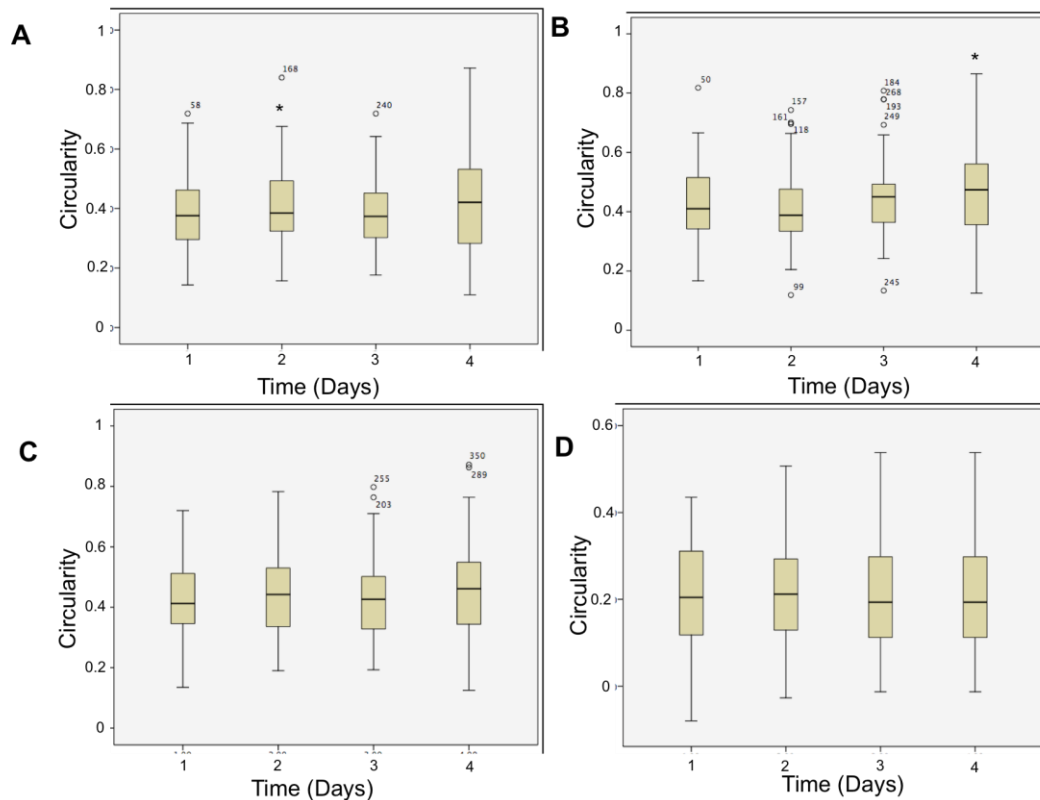 A
1
0.8
0.6
0.4
0.2
0
Circularity
58
168
*
240
1 2 3 4
Time (Days)
B
1
0.8
0.6
0.4
0.2
0
Circularity
50
157
161
118
99
184
268
193
249
245
*
1 2 3 4
Time (Days)
C
1
0.8
0.6
0.4
0.2
0
Circularity
255
203
350
289
1 2 3 4
Time (Days)
D
0.6
0.4
0.2
0
Circularity
1 2 3 4
Time (Days)